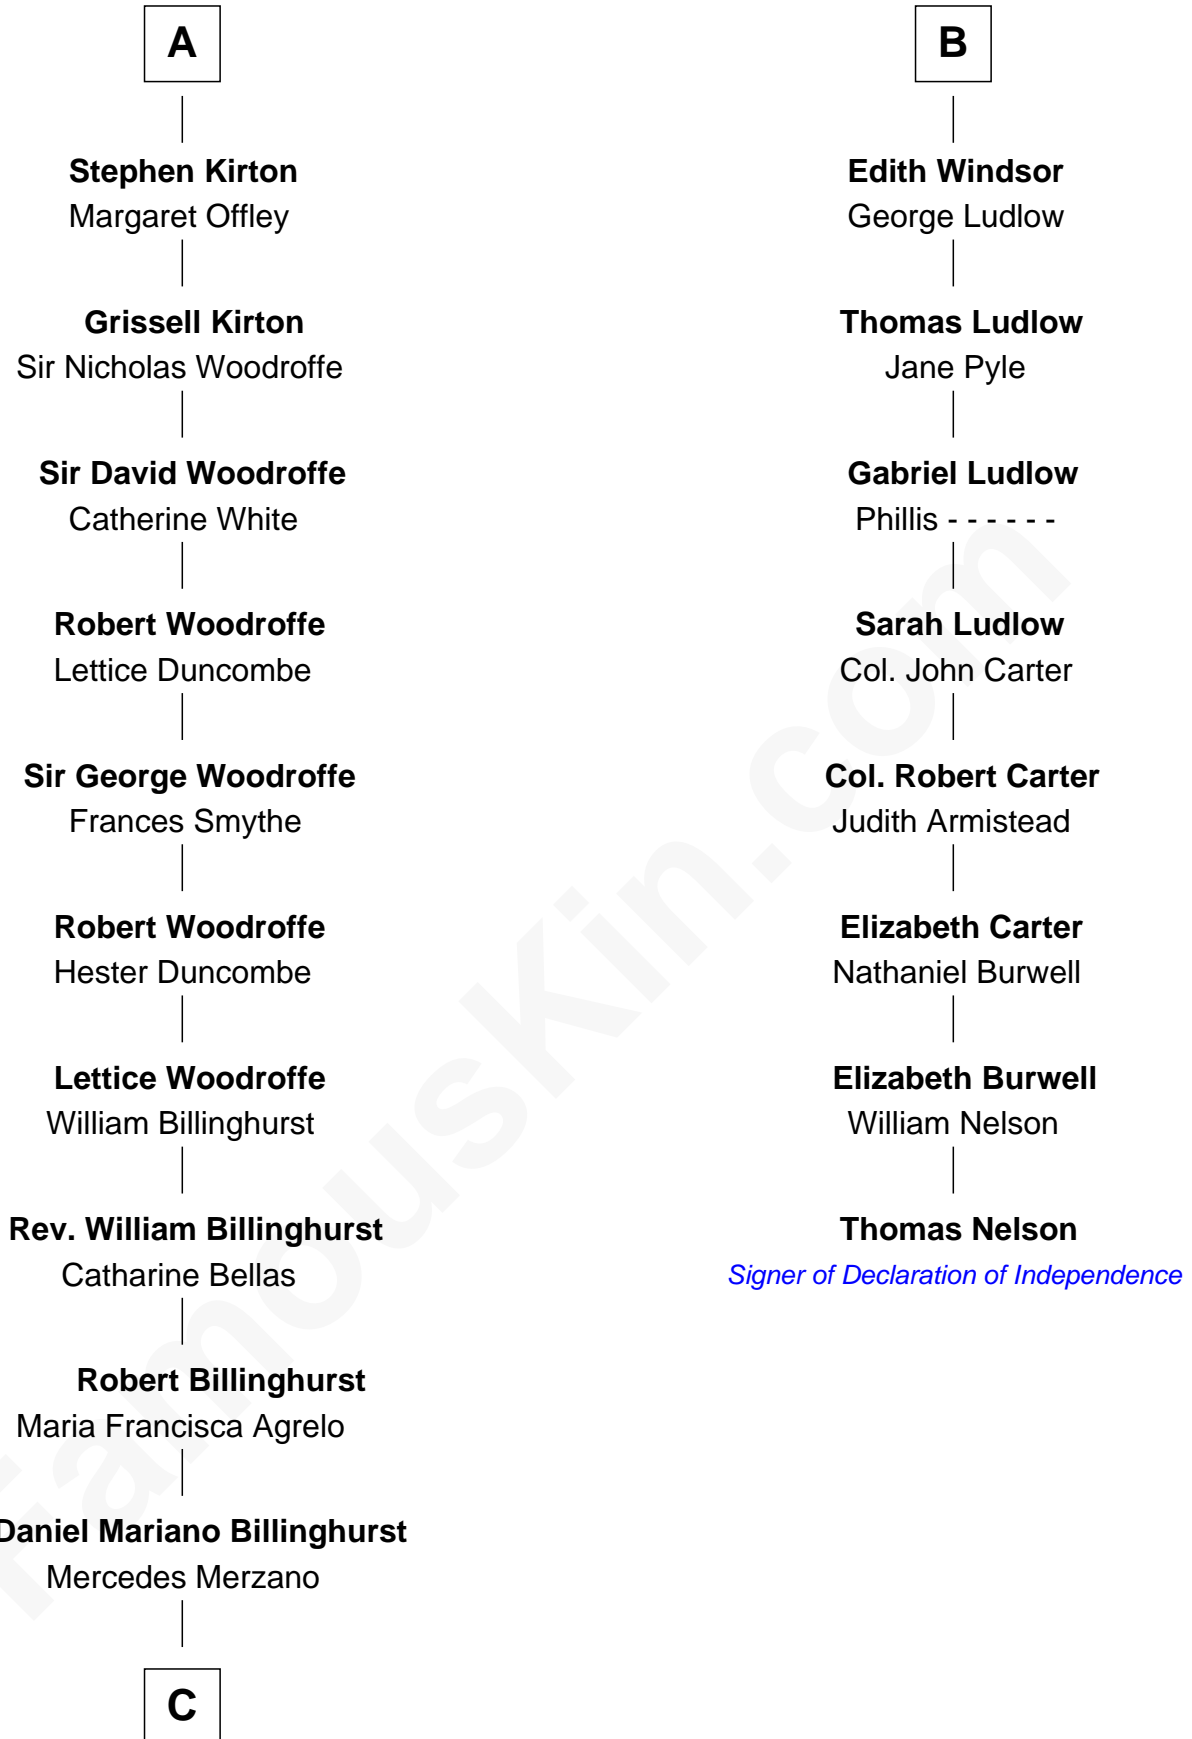 A
Stephen Kirton
Margaret Offley
Grissell Kirton
Sir Nicholas Woodroffe
Sir David Woodroffe
Catherine White
Robert Woodroffe
Lettice Duncombe
Sir George Woodroffe
Frances Smythe
Robert Woodroffe
Hester Duncombe
Lettice Woodroffe
William Billinghurst
Rev. William Billinghurst
Catharine Bellas
Robert Billinghurst
Maria Francisca Agrelo
Daniel Mariano Billinghurst
Mercedes Merzano
C
B
Edith Windsor
George Ludlow
Thomas Ludlow
Jane Pyle
Gabriel Ludlow
Phillis - - - - - -
Sarah Ludlow
Col. John Carter
Col. Robert Carter
Judith Armistead
Elizabeth Carter
Nathaniel Burwell
Elizabeth Burwell
William Nelson
Thomas Nelson
Signer of Declaration of Independence
FamousKin.com